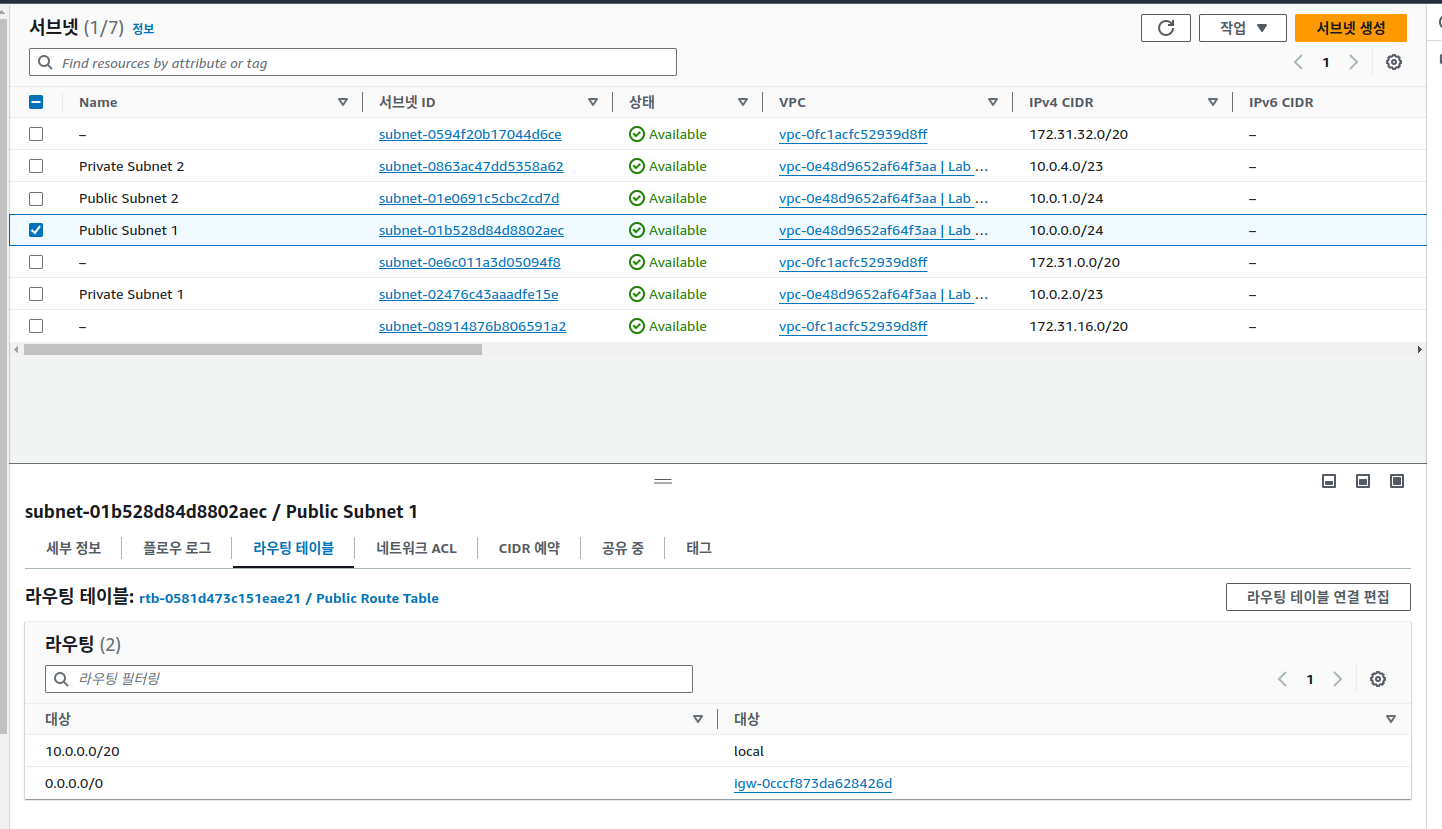 서브넷 (1/7) 정보
작업
서브넷 생성
Find resources by attribute or tag
1
Name 서브넷 ID 상태 VPC IPv4 CIDR IPv6 CIDR
– subnet-0594f20b17044d6ce Available vpc-0fc1acfc52939d8ff 172.31.32.0/20 –
Private Subnet 2 subnet-0863ac47dd5358a62 Available vpc-0e48d9652af64f3aa | Lab ... 10.0.4.0/23 –
Public Subnet 2 subnet-01e0691c5cbc2cd7d Available vpc-0e48d9652af64f3aa | Lab ... 10.0.1.0/24 –
Public Subnet 1 subnet-01b528d84d8802aec Available vpc-0e48d9652af64f3aa | Lab ... 10.0.0.0/24 –
– subnet-0e6c011a3d05094f8 Available vpc-0fc1acfc52939d8ff 172.31.0.0/20 –
Private Subnet 1 subnet-02476c43aaadfe15e Available vpc-0e48d9652af64f3aa | Lab ... 10.0.2.0/23 –
– subnet-08914876b806591a2 Available vpc-0fc1acfc52939d8ff 172.31.16.0/20 –
subnet-01b528d84d8802aec / Public Subnet 1
세부 정보 플로우 로그 라우팅 테이블 네트워크 ACL CIDR 예약 공유 중 태그
라우팅 테이블: rtb-0581d473c151eae21 / Public Route Table
라우팅 테이블 연결 편집
라우팅 (2)
라우팅 필터링
1
대상 대상
10.0.0.0/20 local
0.0.0.0/0 igw-0cccf873da628426d